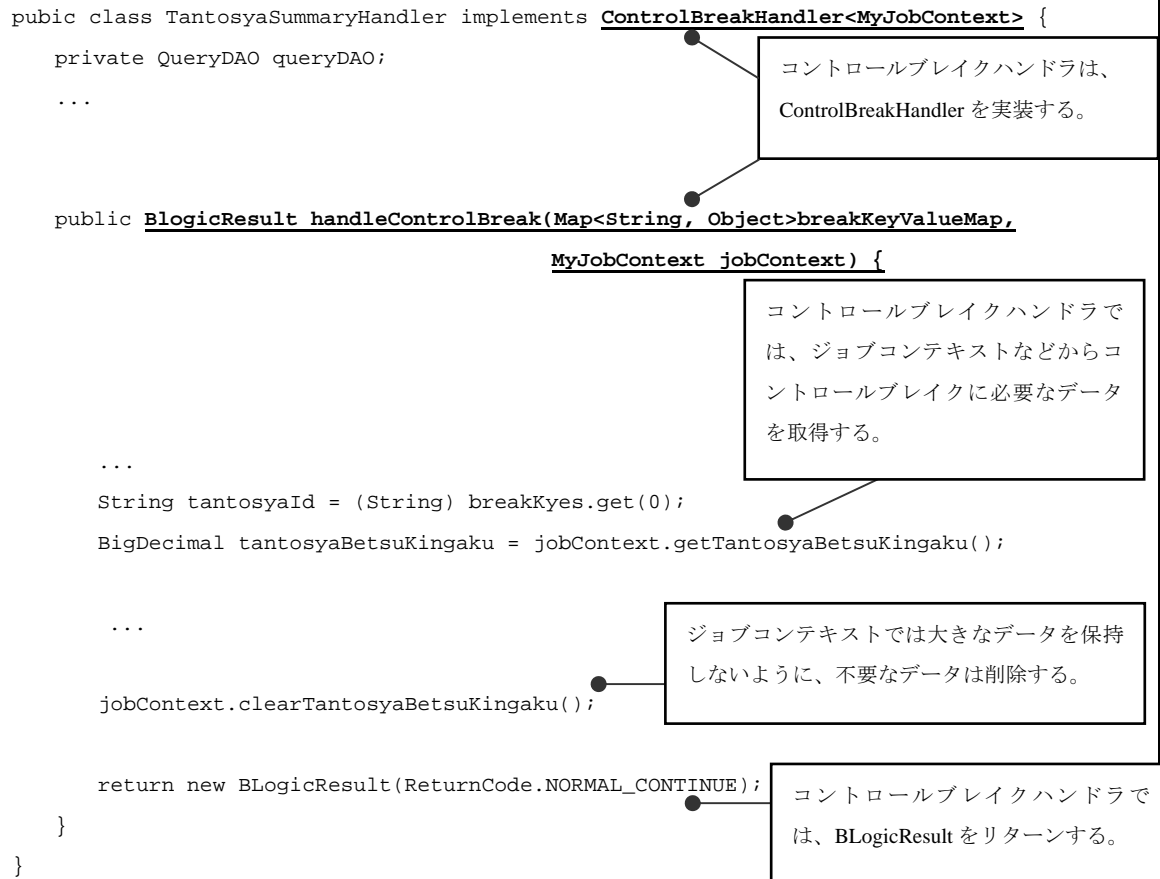 public class TantosyaSummaryHandler implements ControlBreakHandler<MyJobContext> {
private QueryDAO queryDAO;
...
コントロールブレイクハンドラは、
ControlBreakHandler を実装する。
public BlogicResult handleControlBreak(Map<String, Object>breakKeyValueMap,
MyJobContext jobContext) {
コントロールブレイクハンドラで
は、ジョブコンテキストなどからコ
ントロールブレイクに必要なデータ
を取得する。
...
String tantosyaId = (String) breakKyes.get(0);
BigDecimal tantosyaBetsuKingaku = jobContext.getTantosyaBetsuKingaku();
...
ジョブコンテキストでは大きなデータを保持
しないように、不要なデータは削除する。
jobContext.clearTantosyaBetsuKingaku();
return new BLogicResult(ReturnCode.NORMAL_CONTINUE);
コントロールブレイクハンドラで
は、BLogicResult をリターンする。
}
}